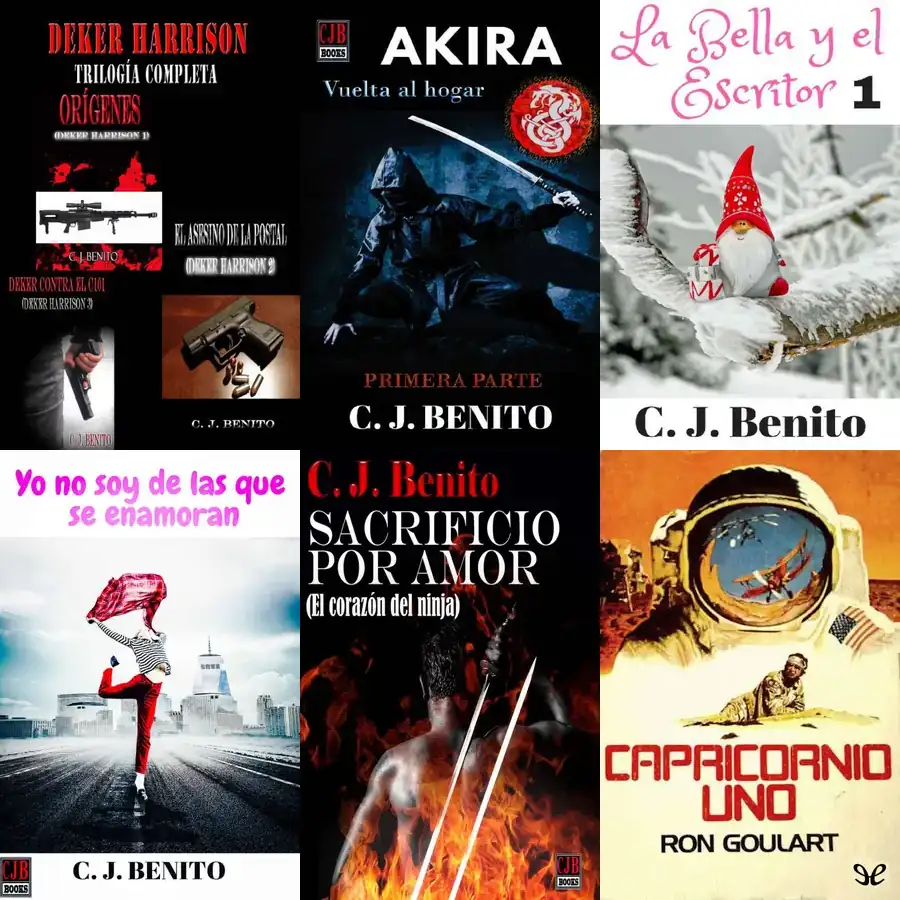 DEKER HARRISON
TRILOGÍA COMPLETA
ORÍGENES
(DEKER HARRISON 1)
C. J. BENITO
EL ASESINO DE LA POSTAL
(DEKER HARRISON 2)
DEKER CONTRA EL C101
(DEKER HARRISON 3)
C. J. BENITO
C. J. BENITO
CJB
BOOKS
AKIRA
Vuelta al hogar
PRIMERA PARTE
C. J. BENITO
La Bella y el
Escritor 1
C. J. Benito
Yo no soy de las que
se enamoran
CJB
BOOKS
C. J. BENITO
C. J. Benito
SACRIFICIO
POR AMOR
(El corazón del ninja)
CJB
BOOKS
CAPRICORNIO
UNO
RON GOULART